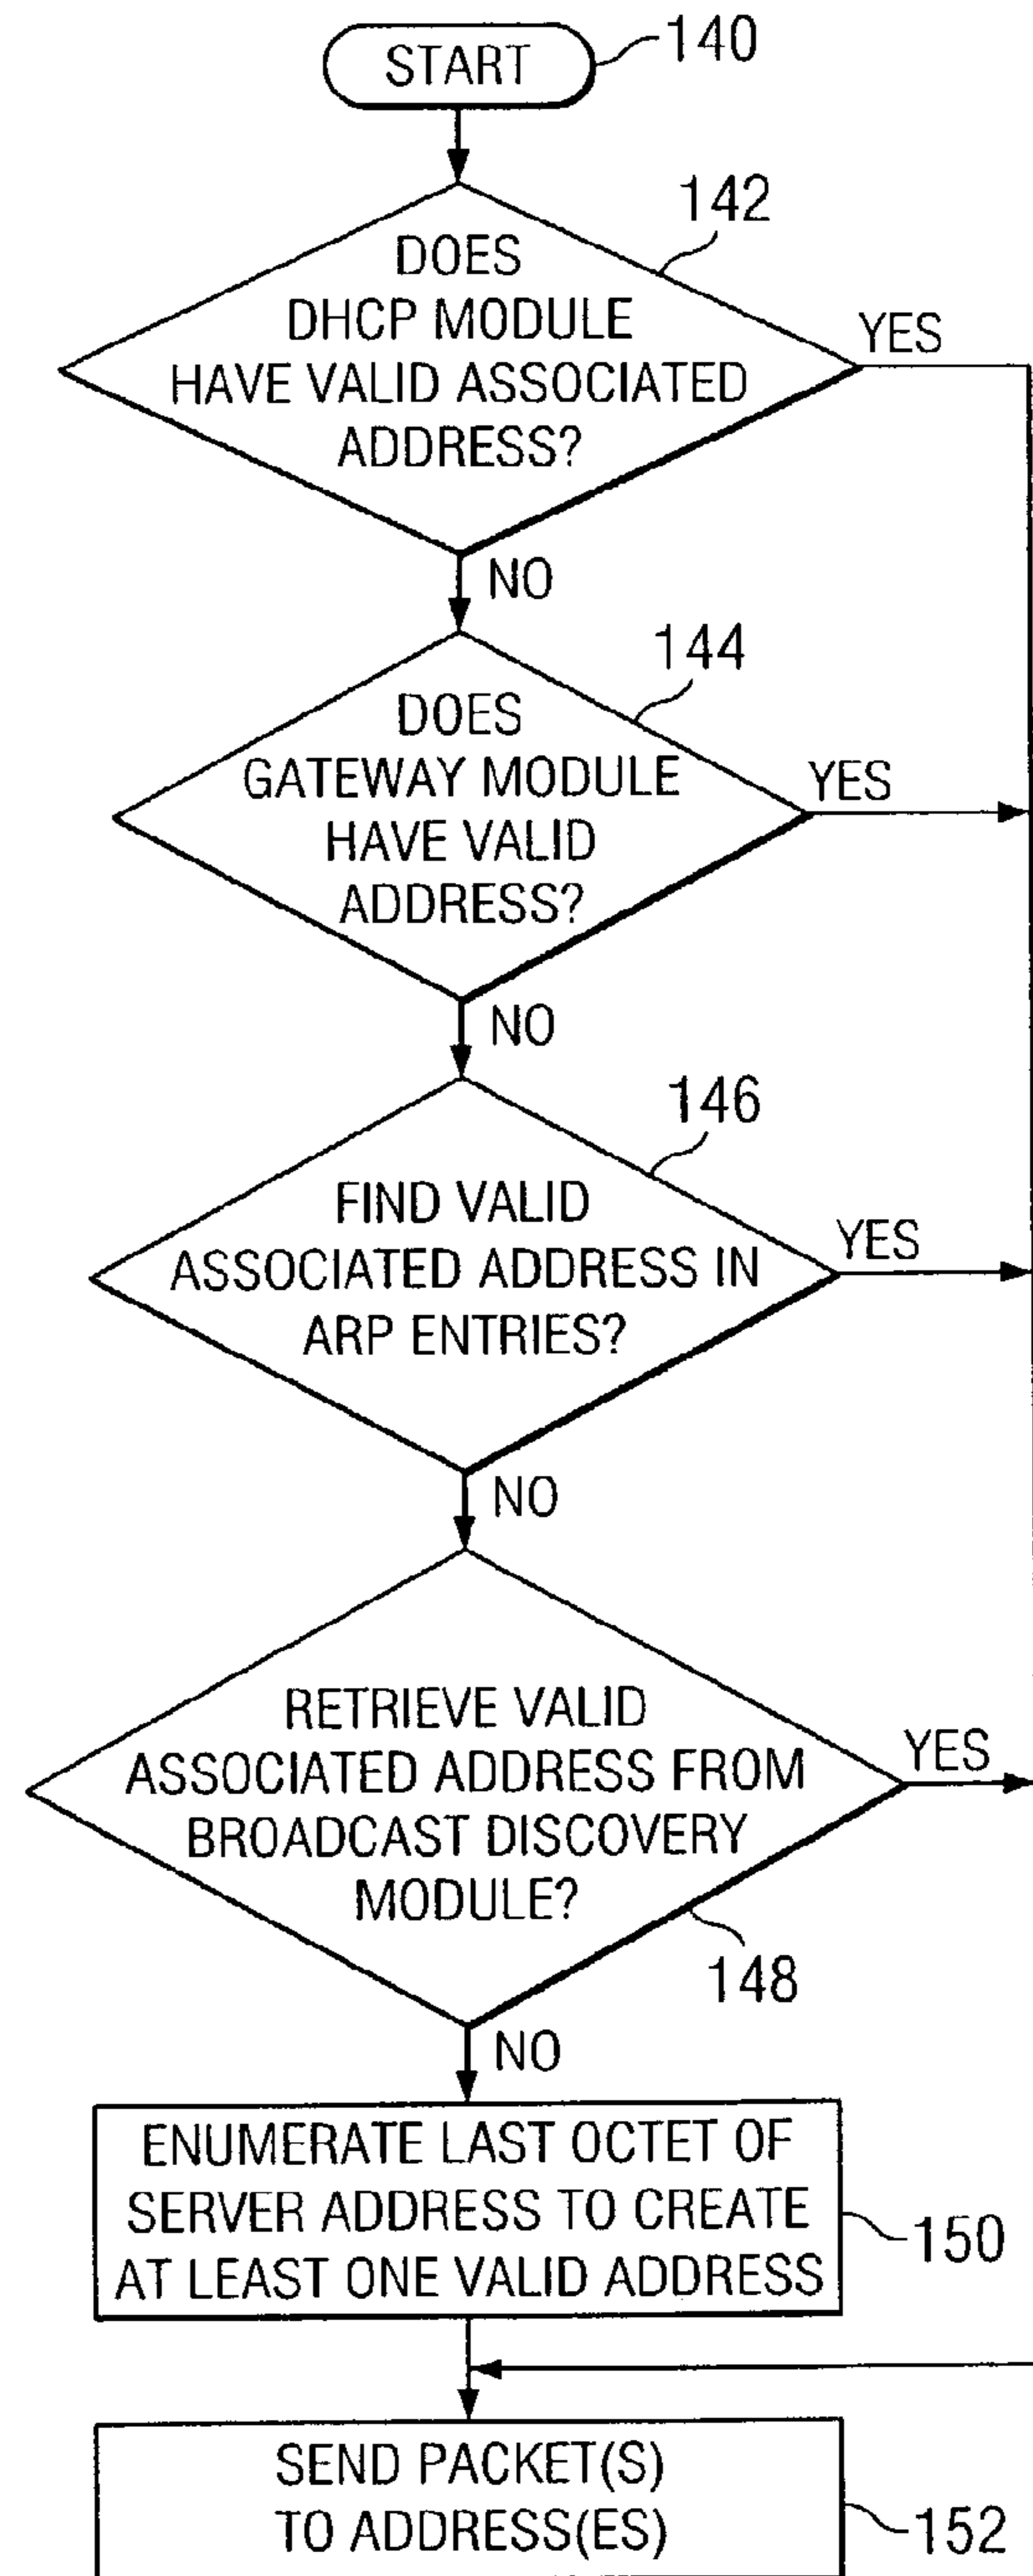 START
140
142
DOES
DHCP MODULE
HAVE VALID ASSOCIATED
ADDRESS?
YES
NO
144
DOES
GATEWAY MODULE
HAVE VALID
ADDRESS?
YES
NO
146
FIND VALID
ASSOCIATED ADDRESS IN
ARP ENTRIES?
YES
NO
RETRIEVE VALID
ASSOCIATED ADDRESS FROM
BROADCAST DISCOVERY
MODULE?
YES
148
NO
ENUMERATE LAST OCTET OF
SERVER ADDRESS TO CREATE
AT LEAST ONE VALID ADDRESS
150
SEND PACKET(S)
TO ADDRESS(ES)
152